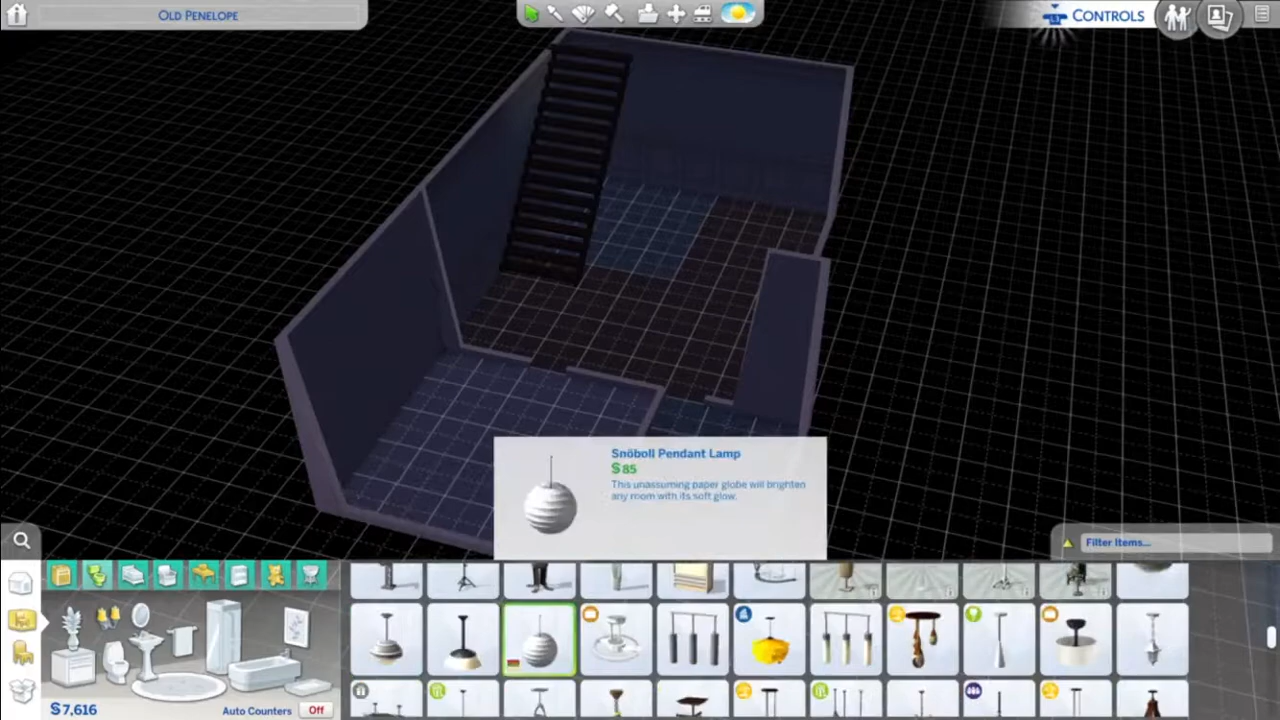 OLD PENELOPE
CONTROLS
Snöboll Pendant Lamp
$85
This unassuming paper globe will brighten
any room with its soft glow.
Filter Items...
$7,616
Auto Counters
Off